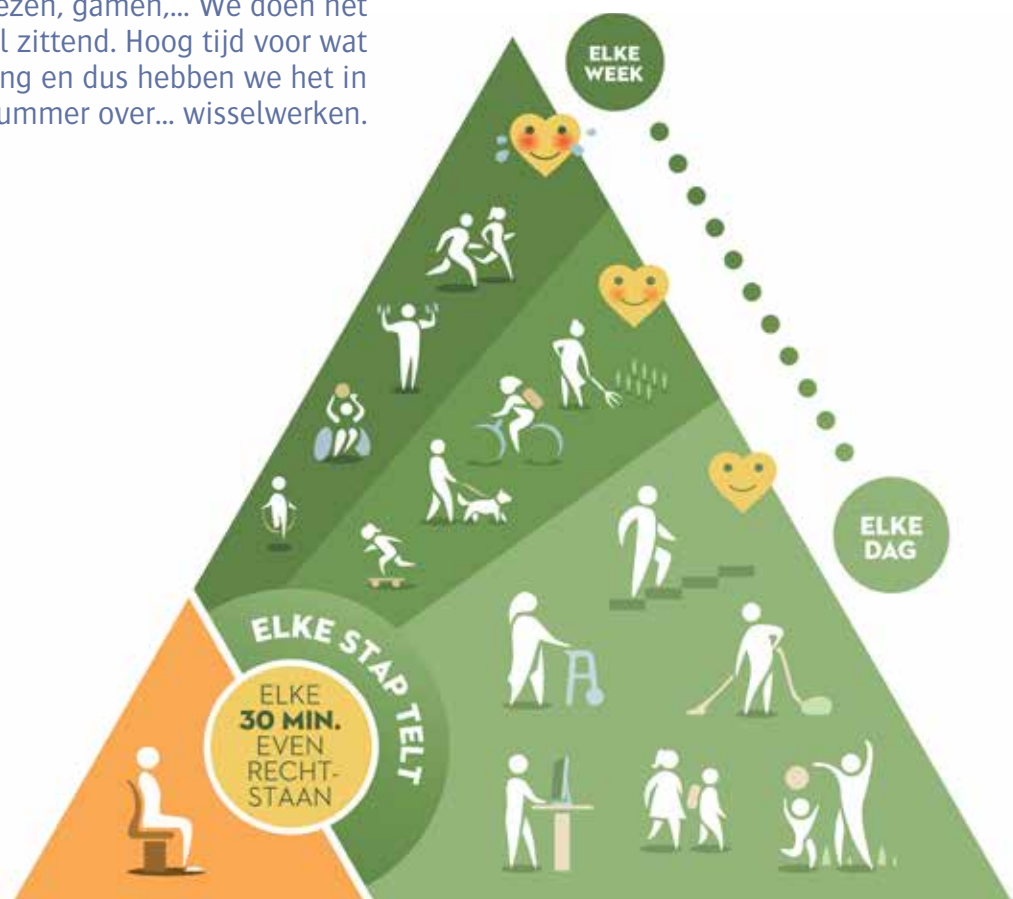 ezen, gamen,... We doen het
l zittend. Hoog tijd voor wat
ng en dus hebben we het in
ummer over... wisselwerken.
ELKE
WEEK
ELKE
DAG
ELKE STAP TELT
ELKE
30 MIN.
EVEN
RECHT-
STAAN